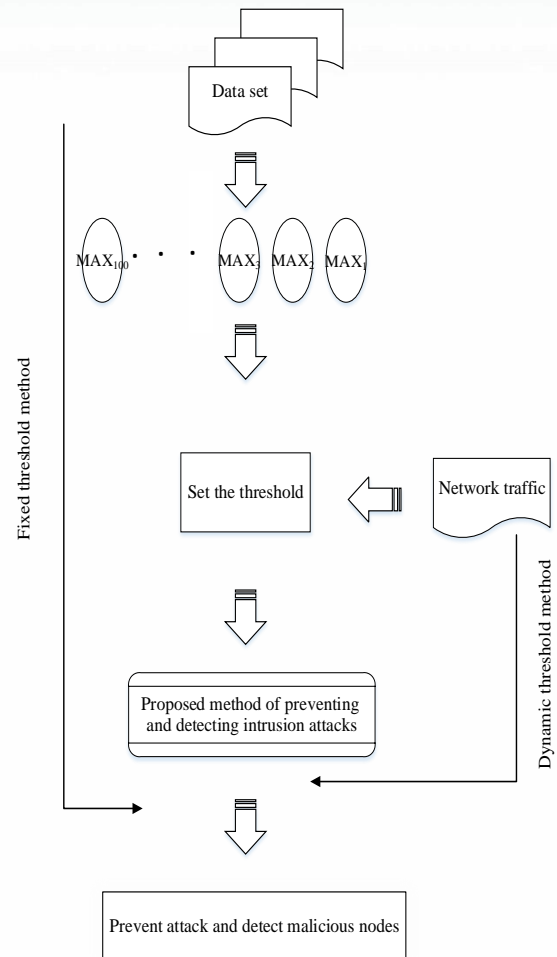 Data set
MAX₁₀₀ . . . MAX₃ MAX₂ MAX₁
Fixed threshold method
Set the threshold
Network traffic
Dynamic threshold method
Proposed method of preventing
and detecting intrusion attacks
Prevent attack and detect malicious nodes